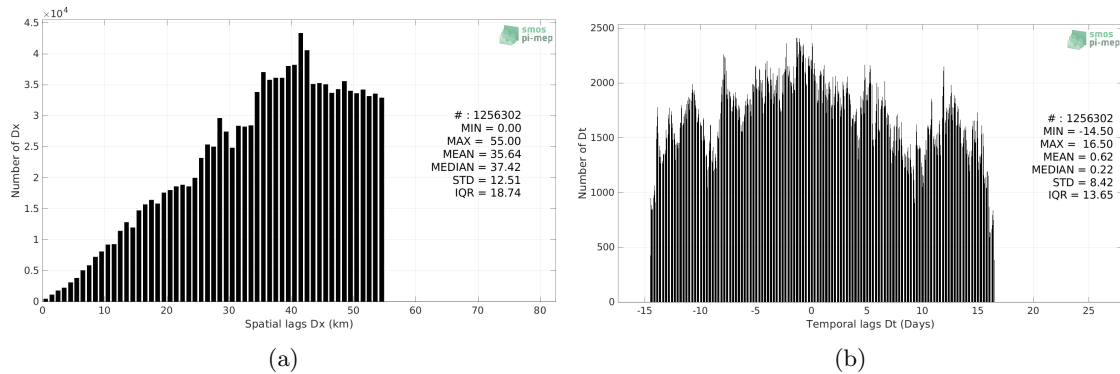 ×10⁴
4.5
4
3.5
3
2.5
2
1.5
1
0.5
0
0 10 20 30 40 50 60 70 80
Number of Dx
Spatial lags Dx (km)
smos
pi-mep
# : 1256302
MIN = 0.00
MAX = 55.00
MEAN = 35.64
MEDIAN = 37.42
STD = 12.51
IQR = 18.74
(a)
2500
2000
1500
1000
500
0
-15 -10 -5 0 5 10 15 20 25
Number of Dt
Temporal lags Dt (Days)
smos
pi-mep
# : 1256302
MIN = -14.50
MAX = 16.50
MEAN = 0.62
MEDIAN = 0.22
STD = 8.42
IQR = 13.65
(b)